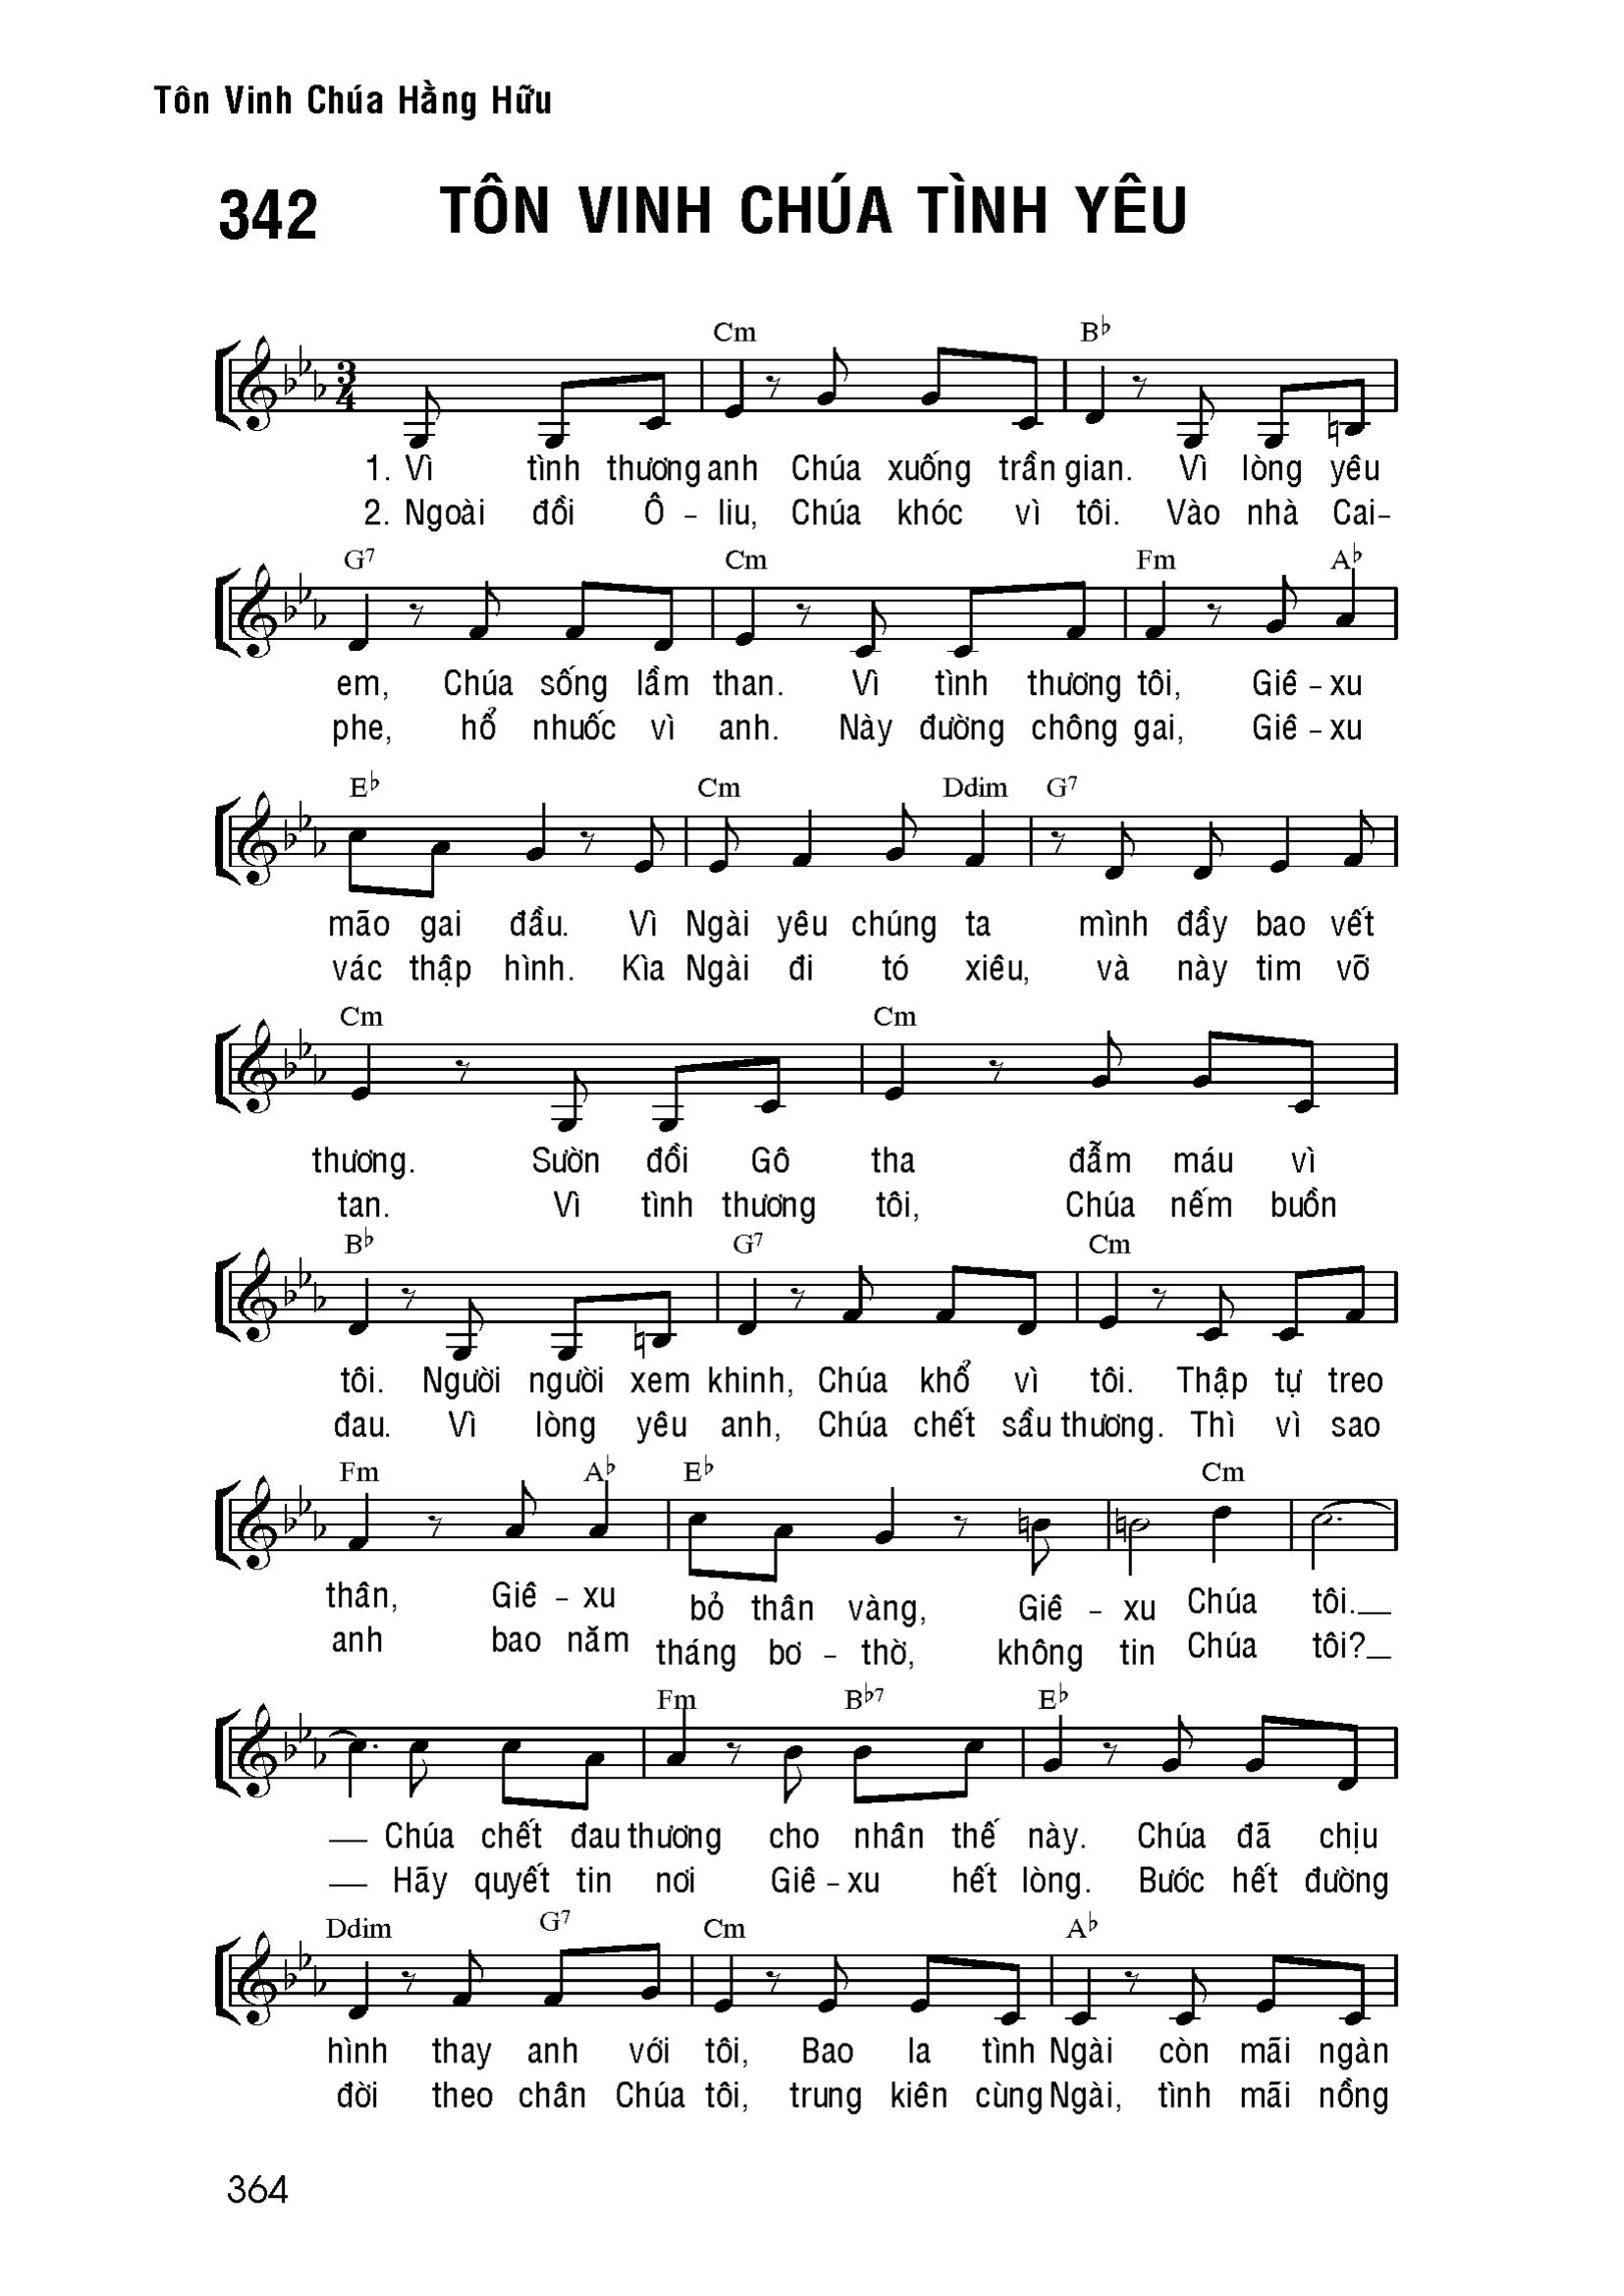 Tôn Vinh Chúa Hằng Hữu
342 TÔN VINH CHÚA TÌNH YÊU
Cm B♭
3/4
1. Vì tình thương anh Chúa xuống trần gian. Vì lòng yêu
2. Ngoài đồi Ô – liu, Chúa khóc vì tôi. Vào nhà Cai–
G7 Cm Fm A♭
em, Chúa sống lầm than. Vì tình thương tôi, Giê – xu
phe, hổ nhuốc vì anh. Này đường chông gai, Giê – xu
E♭ Cm Ddim G7
mão gai đầu. Vì Ngài yêu chúng ta mình đầy bao vết
vác thập hình. Kìa Ngài đi tó xiêu, và này tim vỡ
Cm Cm
thương. Sườn đồi Gô tha đẫm máu vì
tan. Vì tình thương tôi, Chúa nếm buồn
B♭ G7 Cm
tôi. Người người xem khinh, Chúa khổ vì tôi. Thập tự treo
đau. Vì lòng yêu anh, Chúa chết sầu thương. Thì vì sao
Fm A♭ E♭ Cm
thân, Giê – xu bỏ thân vàng, Giê – xu Chúa tôi.__
anh bao năm tháng bơ – thờ, không tin Chúa tôi?__
Fm B♭7 E♭
— Chúa chết đau thương cho nhân thế này. Chúa đã chịu
— Hãy quyết tin nơi Giê – xu hết lòng. Bước hết đường
Ddim G7 Cm A♭
hình thay anh với tôi, Bao la tình Ngài còn mãi ngàn
đời theo chân Chúa tôi, trung kiên cùng Ngài, tình mãi nồng
364